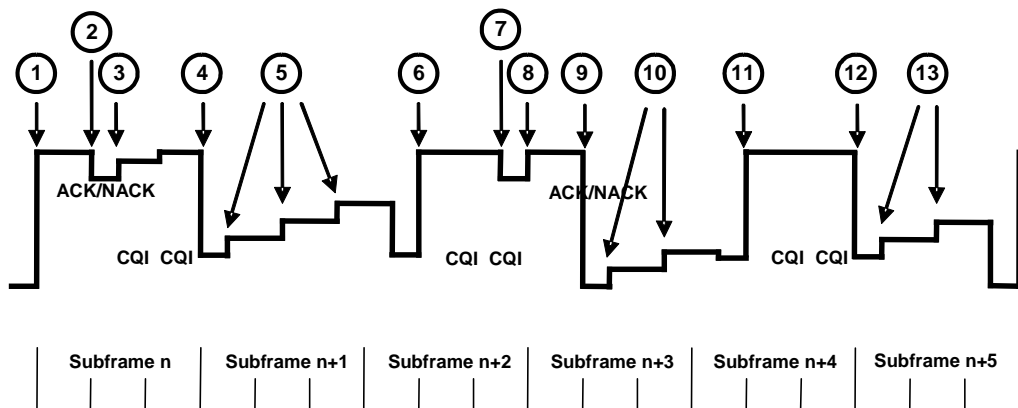 2
7
1
3
4
5
6
8
9
10
11
12
13
ACK/NACK
ACK/NACK
CQI CQI
CQI CQI
CQI CQI
Subframe n
Subframe n+1
Subframe n+2
Subframe n+3
Subframe n+4
Subframe n+5